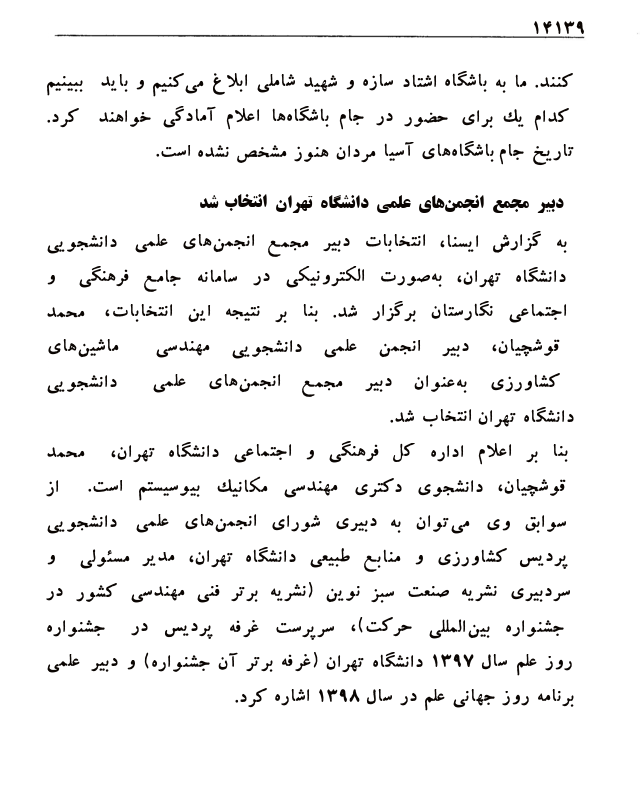 ۱۴۱۳۹
کنند. ما به باشگاه اشتاد سازه و شهید شاملی ابلاغ می‌کنیم و باید ببینیم
کدام یك برای حضور در جام باشگاه‌ها اعلام آمادگی خواهند کرد.
تاریخ جام باشگاه‌های آسیا مردان هنوز مشخص نشده است.
دبیر مجمع انجمن‌های علمی دانشگاه تهران انتخاب شد
به گزارش ایسنا، انتخابات دبیر مجمع انجمن‌های علمی دانشجویی
دانشگاه تهران، به‌صورت الکترونیکی در سامانه جامع فرهنگی و
اجتماعی نگارستان برگزار شد. بنا بر نتیجه این انتخابات، محمد
قوشچیان، دبیر انجمن علمی دانشجویی مهندسی ماشین‌های
کشاورزی به‌عنوان دبیر مجمع انجمن‌های علمی دانشجویی
دانشگاه تهران انتخاب شد.
بنا بر اعلام اداره کل فرهنگی و اجتماعی دانشگاه تهران، محمد
قوشچیان، دانشجوی دکتری مهندسی مکانیك بیوسیستم است. از
سوابق وی می‌توان به دبیری شورای انجمن‌های علمی دانشجویی
پردیس کشاورزی و منابع طبیعی دانشگاه تهران، مدیر مسئولی و
سردبیری نشریه صنعت سبز نوین (نشریه برتر فنی مهندسی کشور در
جشنواره بین‌المللی حرکت)، سرپرست غرفه پردیس در جشنواره
روز علم سال ۱۳۹۷ دانشگاه تهران (غرفه برتر آن جشنواره) و دبیر علمی
برنامه روز جهانی علم در سال ۱۳۹۸ اشاره کرد.